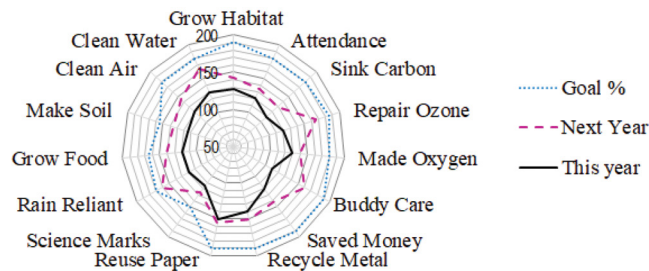 Grow Habitat
Clean Water
Attendance
Clean Air
Sink Carbon
Make Soil
Repair Ozone
Grow Food
Made Oxygen
Rain Reliant
Buddy Care
Science Marks
Saved Money
Reuse Paper
Recycle Metal
200
150
100
50
Goal %
Next Year
This year